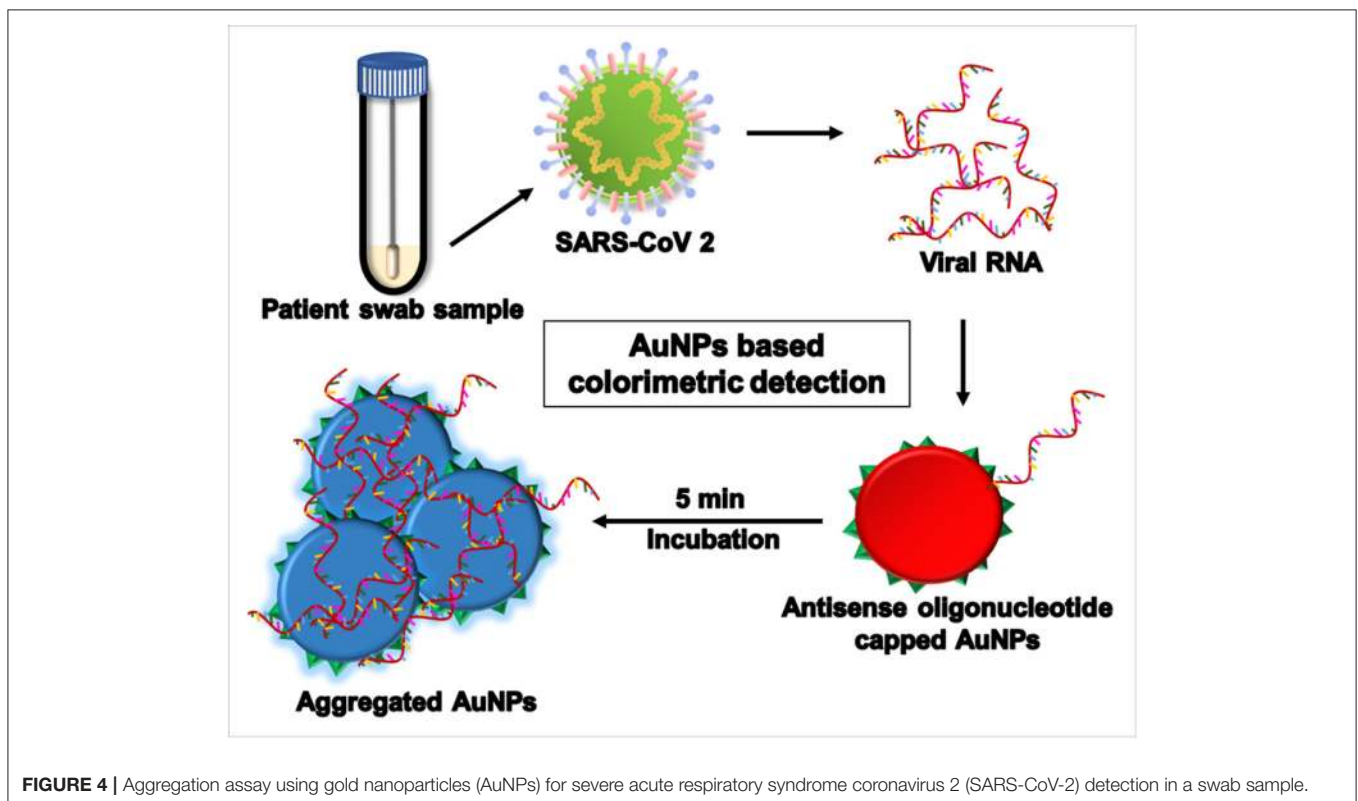 Patient swab sample
SARS-CoV 2
Viral RNA
AuNPs based
colorimetric detection
Antisense oligonucleotide
capped AuNPs
5 min
Incubation
Aggregated AuNPs
FIGURE 4 | Aggregation assay using gold nanoparticles (AuNPs) for severe acute respiratory syndrome coronavirus 2 (SARS-CoV-2) detection in a swab sample.